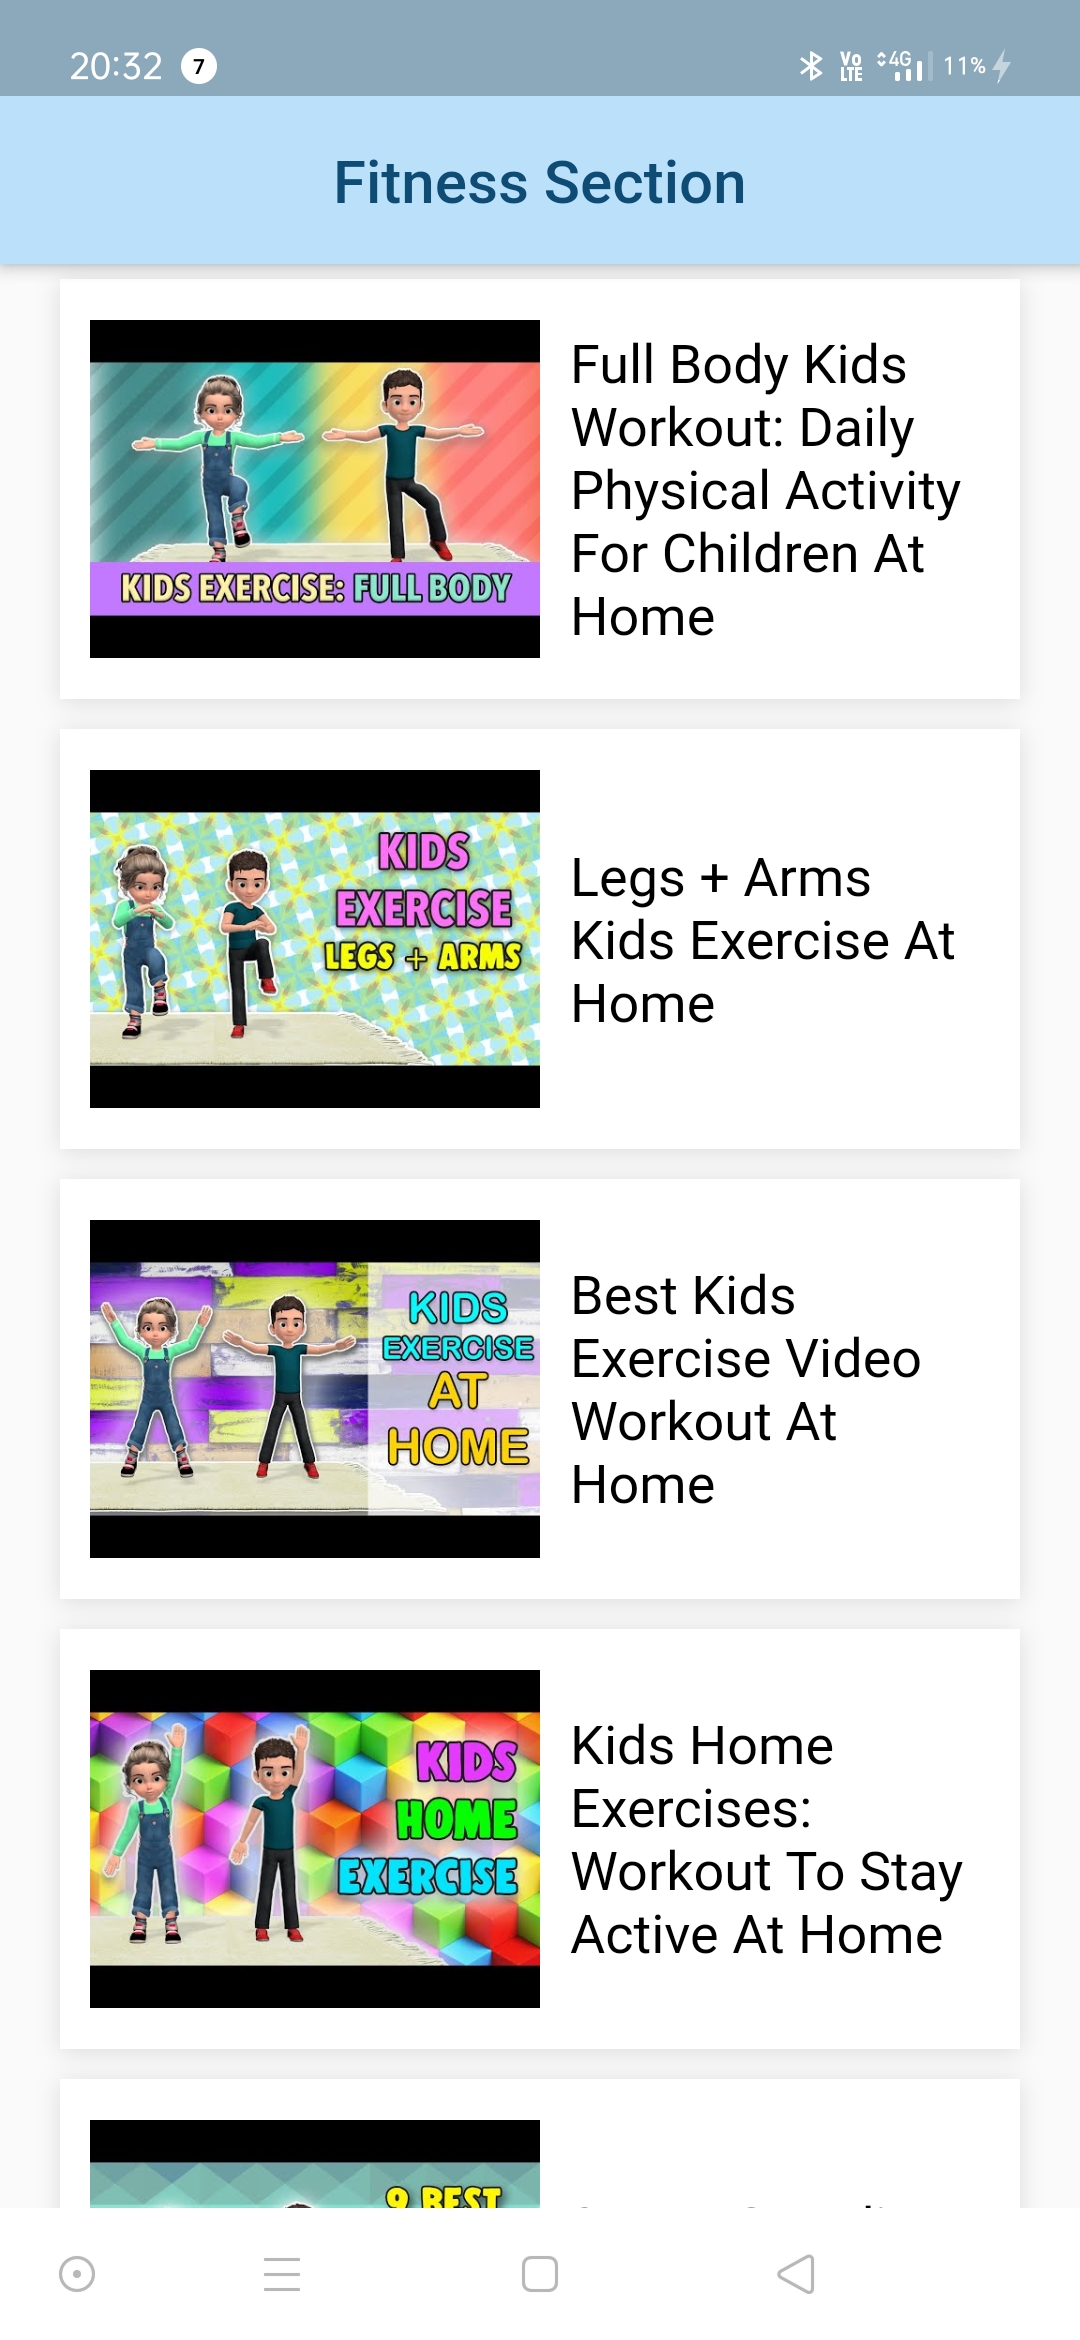 20:32
7
Vo
LTE
4G
11%
Fitness Section
KIDS EXERCISE: FULL BODY
Full Body Kids
Workout: Daily
Physical Activity
For Children At
Home
KIDS
EXERCISE
LEGS + ARMS
Legs + Arms
Kids Exercise At
Home
KIDS
EXERCISE
AT
HOME
Best Kids
Exercise Video
Workout At
Home
KIDS
HOME
EXERCISE
Kids Home
Exercises:
Workout To Stay
Active At Home
9 BEST